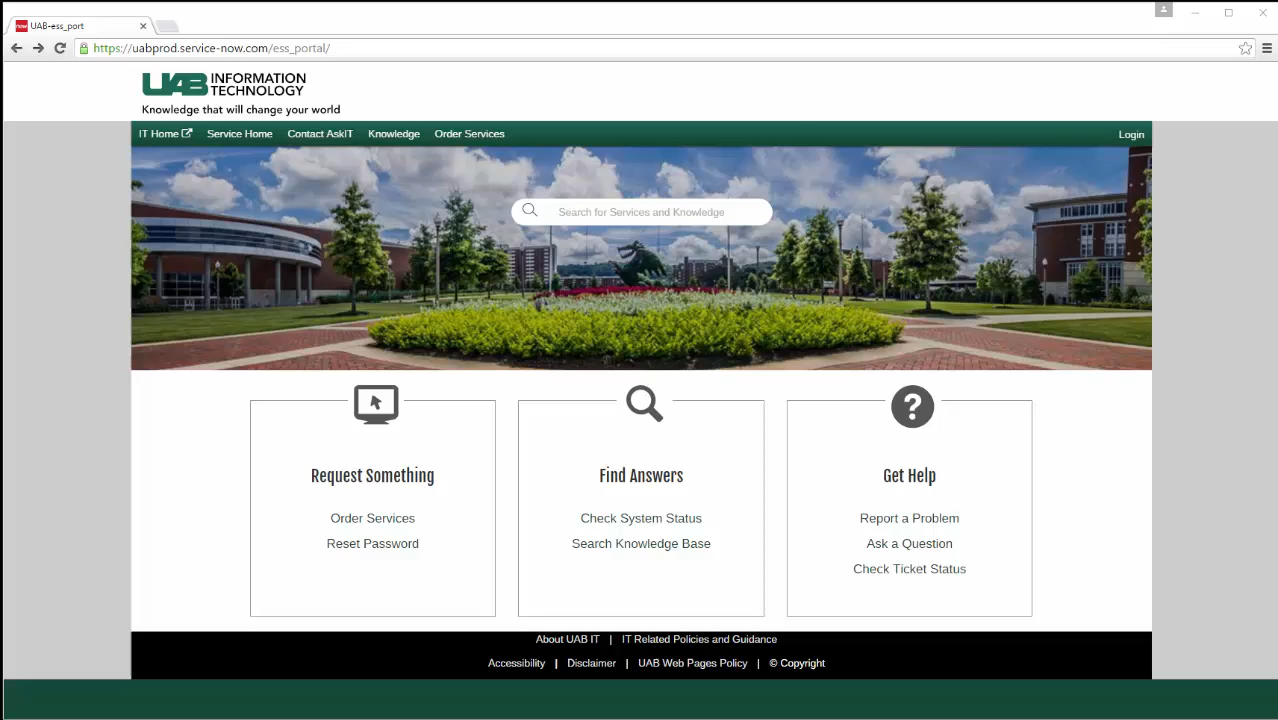 now UAB-ess_port
https://uabprod.service-now.com/ess_portal/
UAB INFORMATION TECHNOLOGY
Knowledge that will change your world
IT Home Service Home Contact AskIT Knowledge Order Services Login
Search for Services and Knowledge
Request Something
Order Services
Reset Password
Find Answers
Check System Status
Search Knowledge Base
Get Help
Report a Problem
Ask a Question
Check Ticket Status
About UAB IT | IT Related Policies and Guidance
Accessibility | Disclaimer | UAB Web Pages Policy | © Copyright